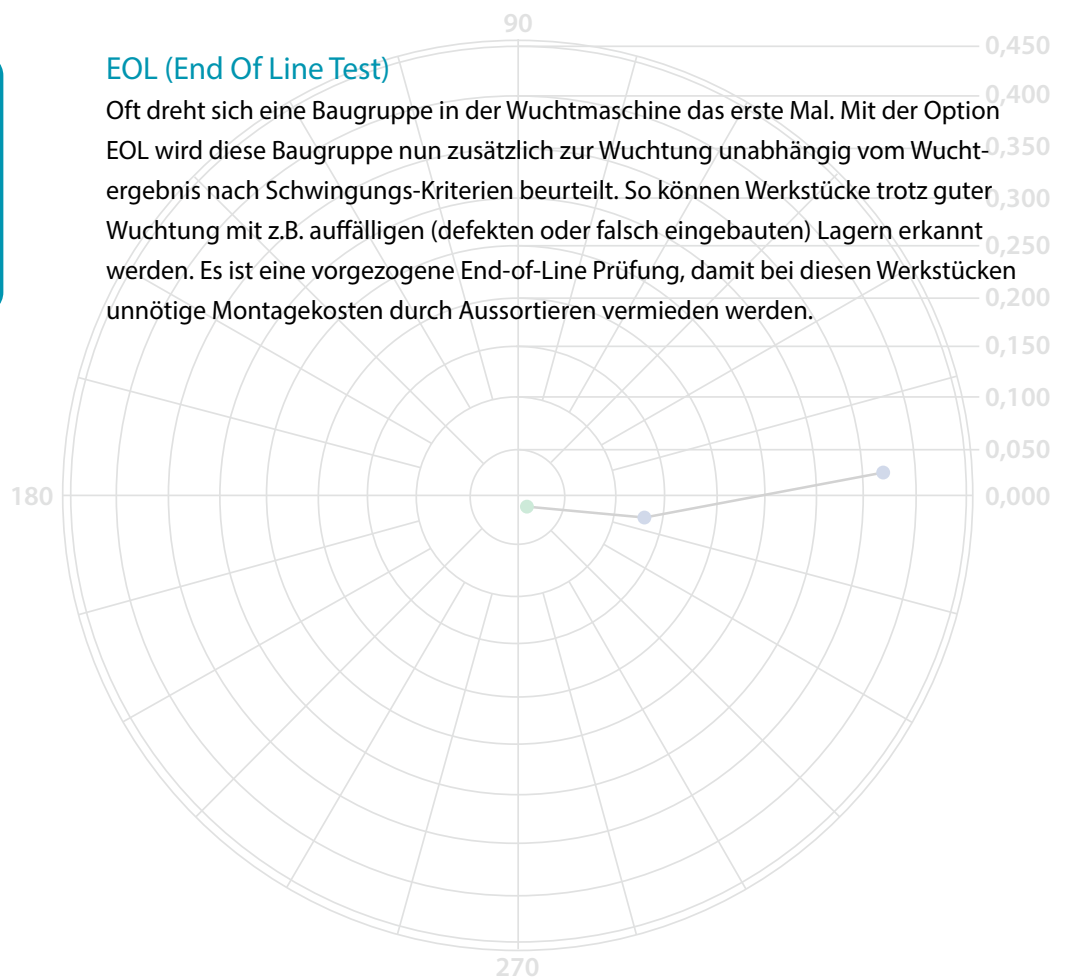 90
0,450
EOL (End Of Line Test)
0,400
Oft dreht sich eine Baugruppe in der Wuchtmaschine das erste Mal. Mit der Option
EOL wird diese Baugruppe nun zusätzlich zur Wuchtung unabhängig vom Wucht-
0,350
ergebnis nach Schwingungs-Kriterien beurteilt. So können Werkstücke trotz guter
0,300
Wuchtung mit z.B. auffälligen (defekten oder falsch eingebauten) Lagern erkannt
0,250
werden. Es ist eine vorgezogene End-of-Line Prüfung, damit bei diesen Werkstücken
0,200
unnötige Montagekosten durch Aussortieren vermieden werden.
0,150
0,100
0,050
180
0,000
270